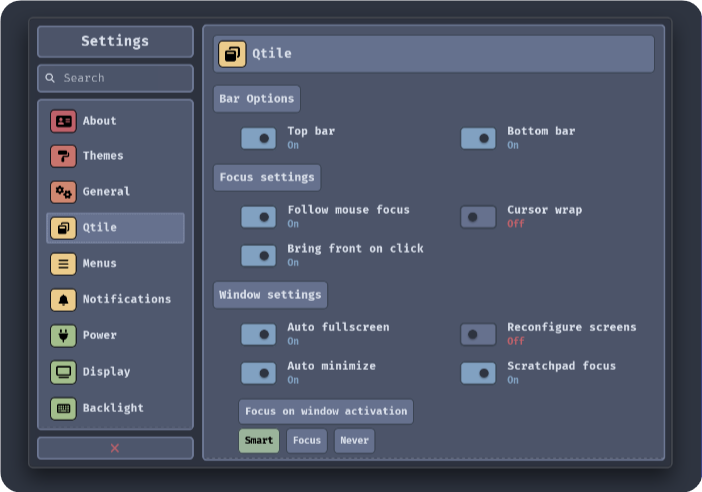 Settings
Search
About
Themes
General
Qtile
Menus
Notifications
Power
Display
Backlight
Qtile
Bar Options
Top bar
On
Bottom bar
On
Focus settings
Follow mouse focus
On
Cursor wrap
Off
Bring front on click
On
Window settings
Auto fullscreen
On
Reconfigure screens
Off
Auto minimize
On
Scratchpad focus
On
Focus on window activation
Smart
Focus
Never